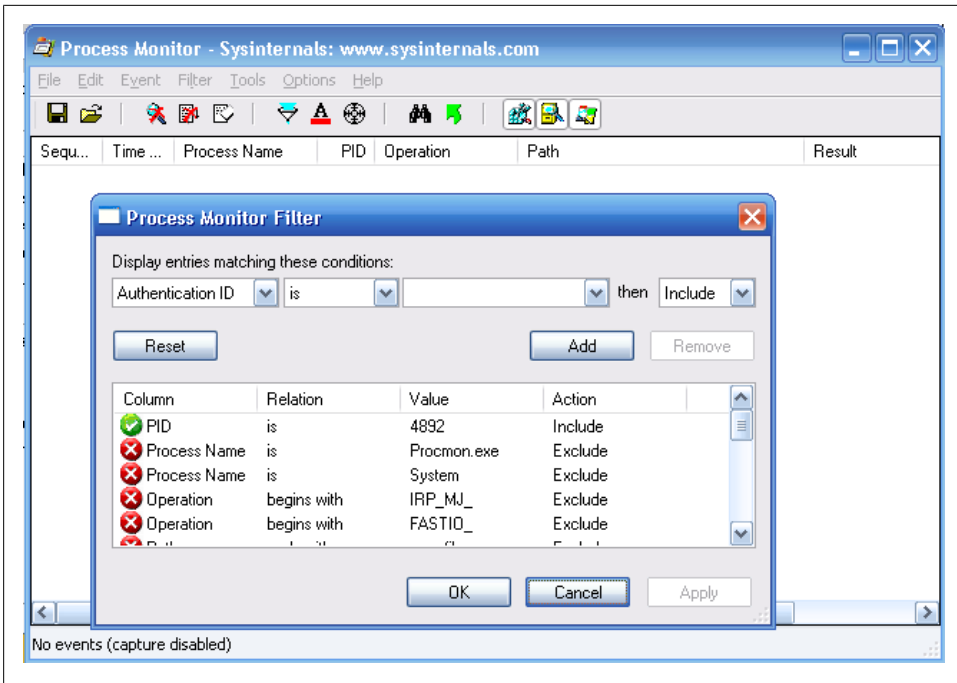 Process Monitor - Sysinternals: www.sysinternals.com
File Edit Event Filter Tools Options Help
Sequ... Time ... Process Name PID Operation Path Result
Process Monitor Filter
Display entries matching these conditions:
Authentication ID is then Include
Reset Add Remove
Column Relation Value Action
PID is 4892 Include
Process Name is Procmon.exe Exclude
Process Name is System Exclude
Operation begins with IRP_MJ_ Exclude
Operation begins with FASTIO_ Exclude
OK Cancel Apply
No events (capture disabled)